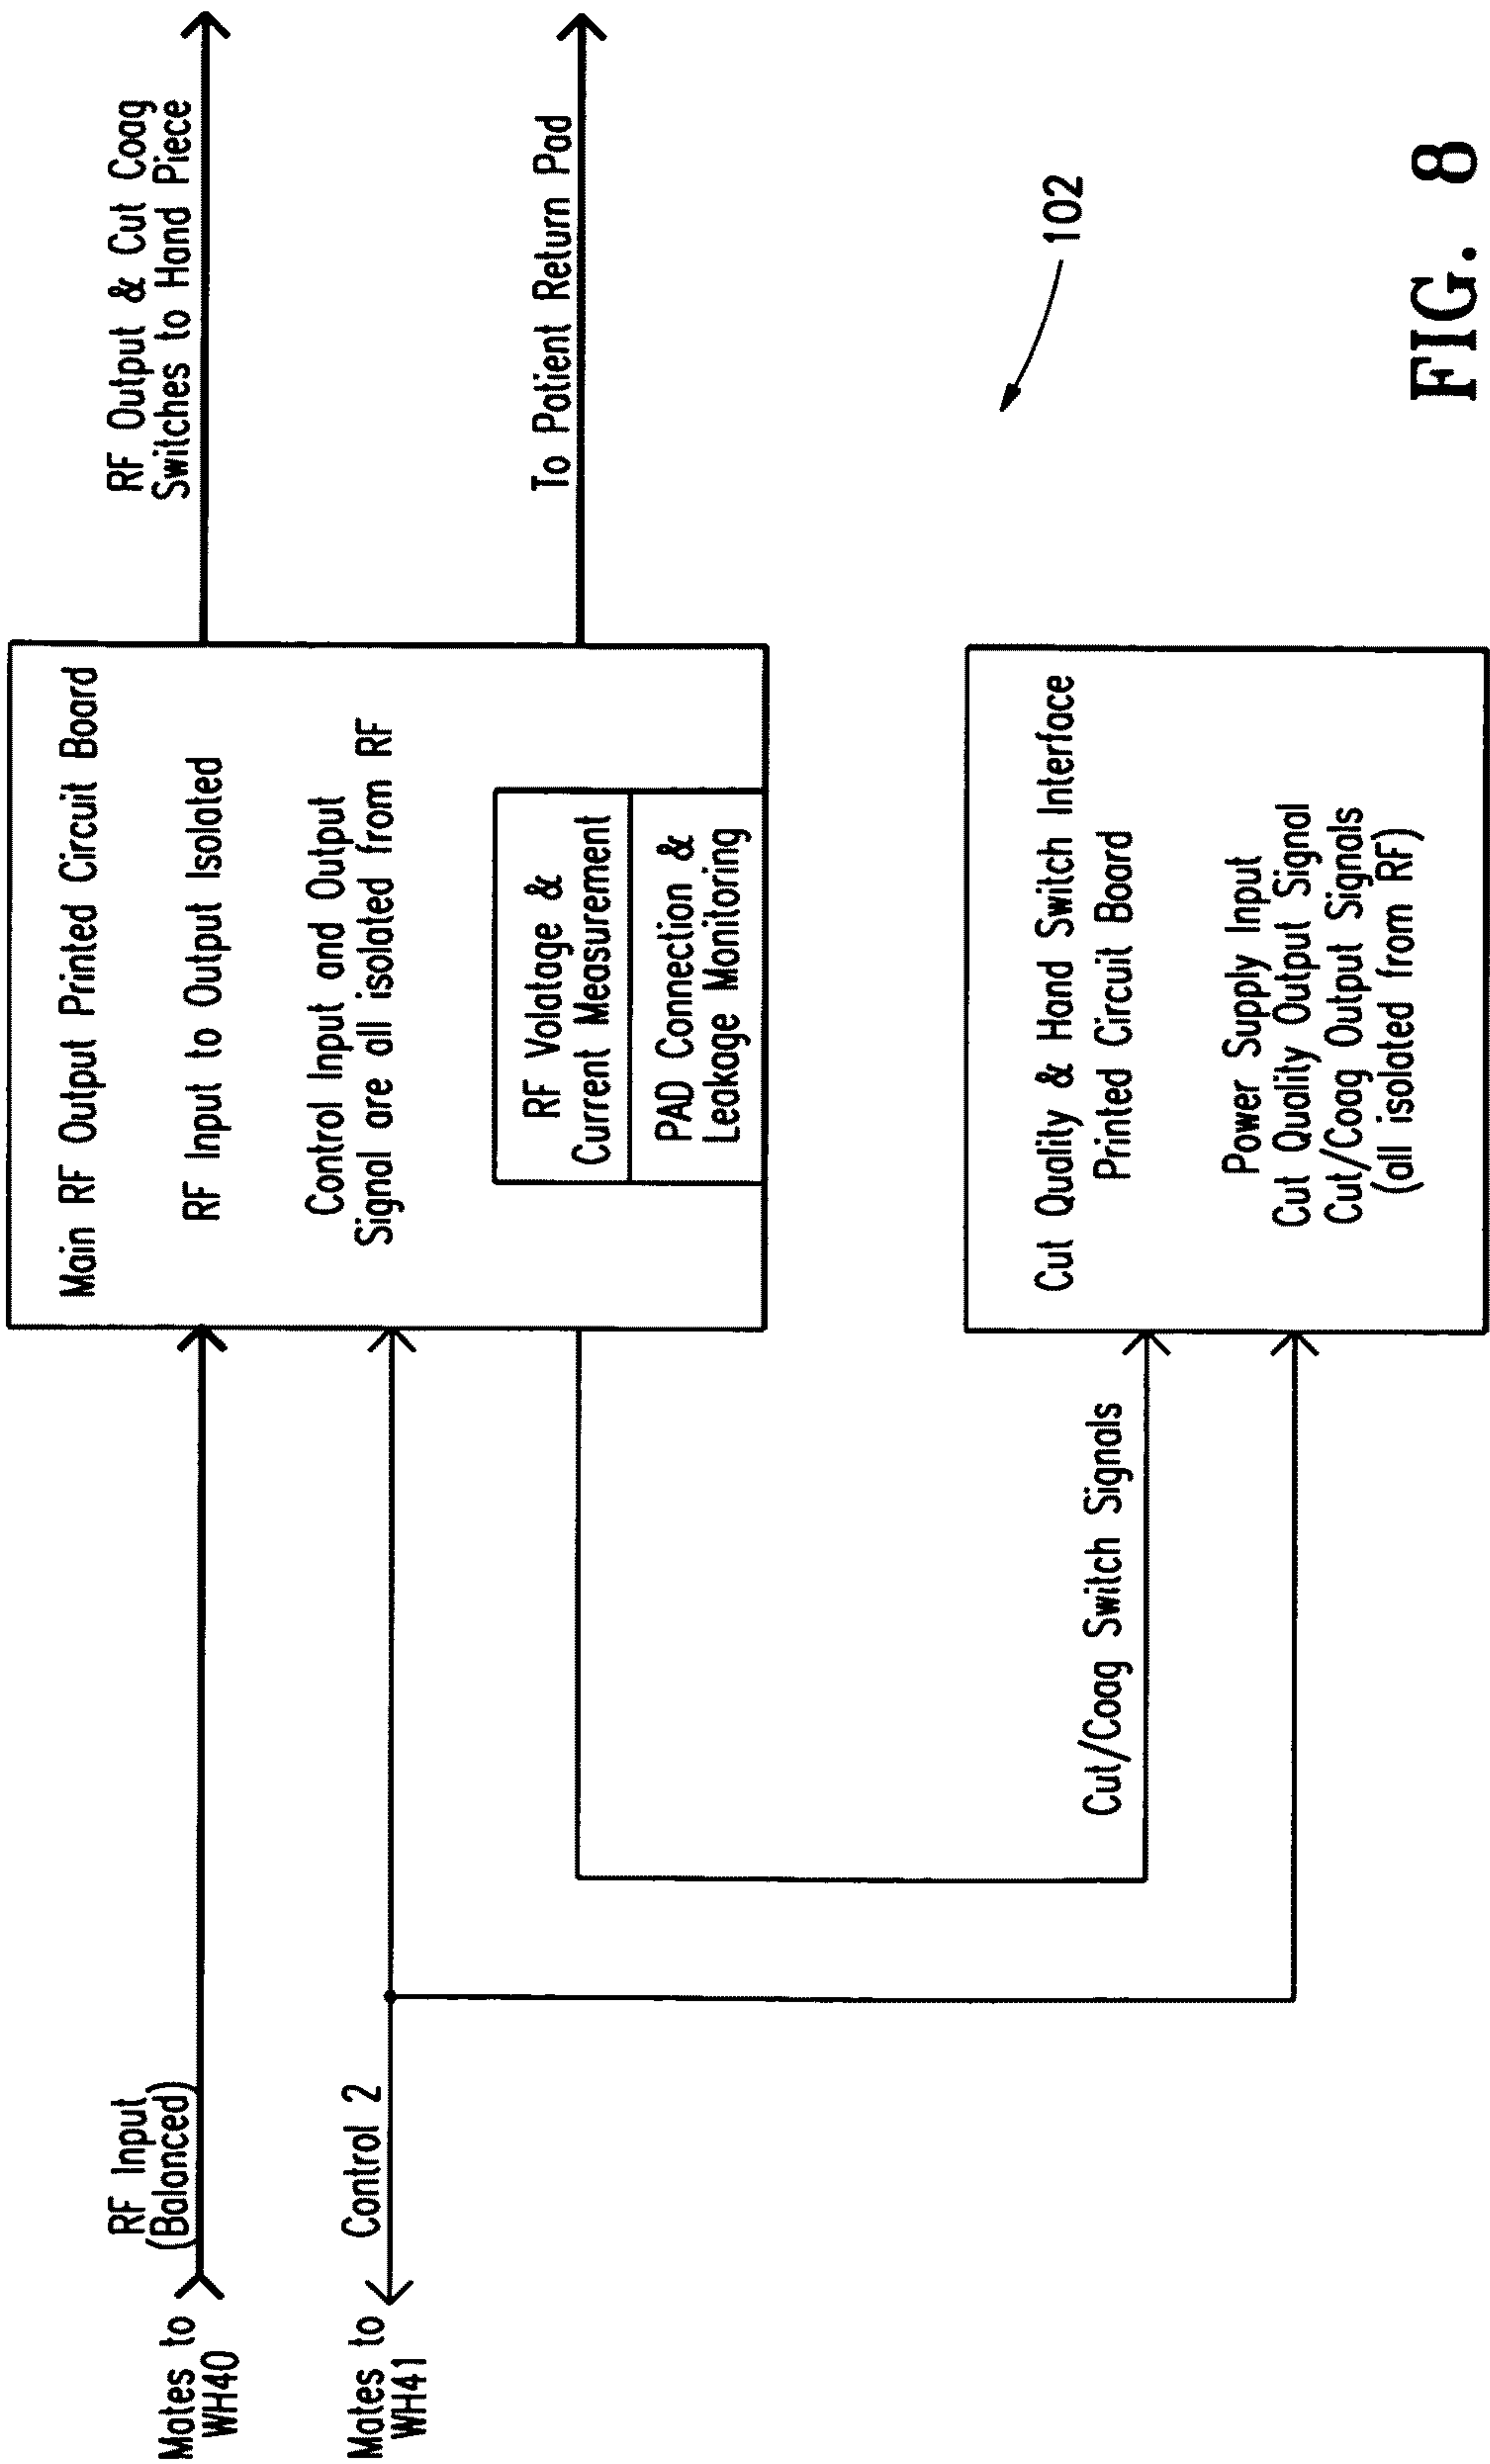 Mates to
WH40
RF Input
(Balanced)
Mates to
WH41
Control 2
Main RF Output Printed Circuit Board
RF Input to Output Isolated
Control Input and Output
Signal are all isolated from RF
RF Volatage &
Current Measurement
PAD Connection &
Leakage Monitoring
RF Output & Cut Coag
Switches to Hand Piece
To Patient Return Pad
Cut/Coag Switch Signals
Cut Quality & Hand Switch Interface
Printed Circuit Board
Power Supply Input
Cut Quality Output Signal
Cut/Coag Output Signals
(all isolated from RF)
102
FIG. 8